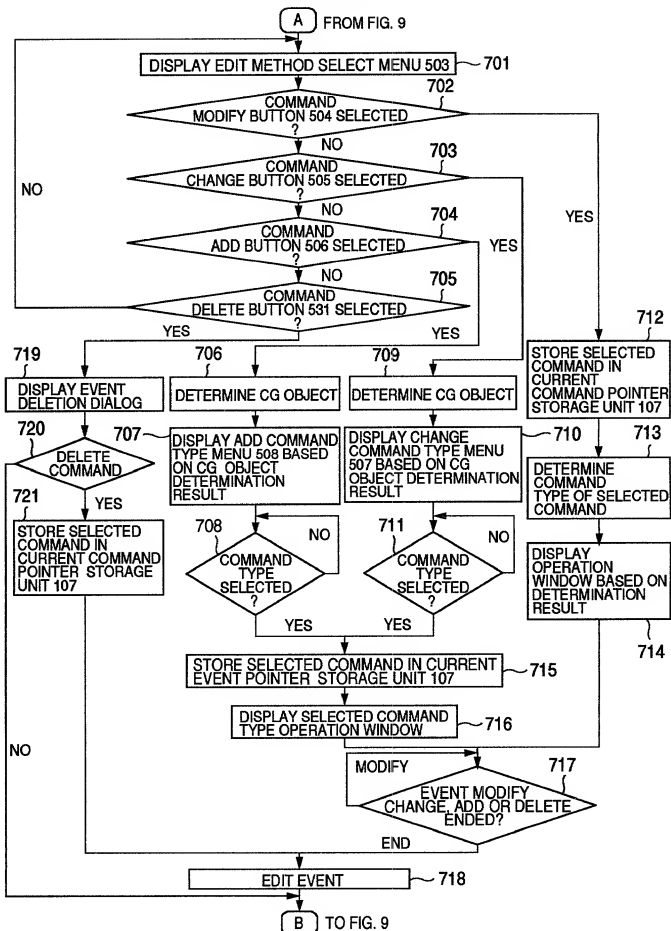 A FROM FIG. 9
NO
DISPLAY EDIT METHOD SELECT MENU 503
701
702
COMMAND
MODIFY BUTTON 504 SELECTED
?
NO
703
COMMAND
CHANGE BUTTON 505 SELECTED
?
NO
NO
704
YES
COMMAND
ADD BUTTON 506 SELECTED
?
YES
NO
705
COMMAND
DELETE BUTTON 531 SELECTED
?
YES
YES
712
STORE SELECTED
COMMAND IN
CURRENT
COMMAND POINTER
STORAGE UNIT 107
719
DISPLAY EVENT
DELETION DIALOG
706
DETERMINE CG OBJECT
709
DETERMINE CG OBJECT
720
DELETE
COMMAND
YES
707
DISPLAY ADD COMMAND
TYPE MENU 508 BASED
ON CG OBJECT
DETERMINATION
RESULT
DISPLAY CHANGE
COMMAND TYPE MENU
507 BASED ON CG
OBJECT DETERMINATION
RESULT
710
713
DETERMINE
COMMAND
TYPE OF SELECTED
COMMAND
721
STORE SELECTED
COMMAND IN
CURRENT COMMAND
POINTER STORAGE
UNIT 107
708
COMMAND
TYPE
SELECTED
?
NO
YES
711
COMMAND
TYPE
SELECTED
?
NO
YES
DISPLAY
OPERATION
WINDOW BASED ON
DETERMINATION
RESULT
714
STORE SELECTED COMMAND IN CURRENT
EVENT POINTER STORAGE UNIT 107
715
DISPLAY SELECTED COMMAND
TYPE OPERATION WINDOW
716
NO
MODIFY
717
EVENT MODIFY
CHANGE, ADD OR DELETE
ENDED?
END
EDIT EVENT
718
B TO FIG. 9